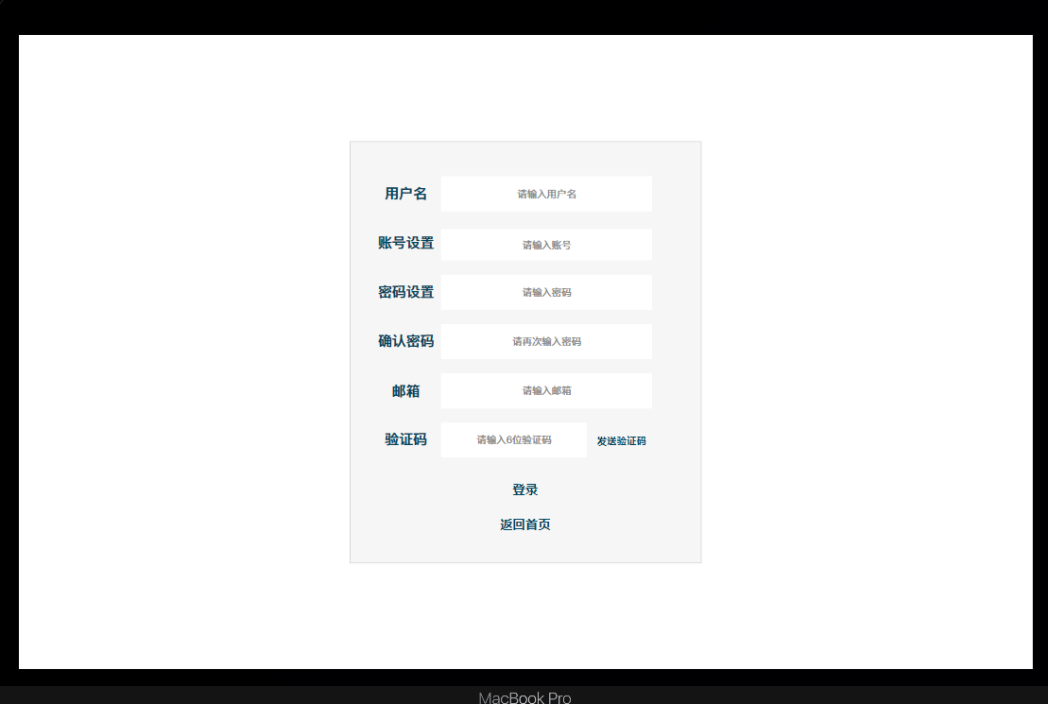 用户名 请输入用户名
账号设置 请输入账号
密码设置 请输入密码
确认密码 请再次输入密码
邮箱 请输入邮箱
验证码 请输入6位验证码 发送验证码
登录
返回首页
MacBook Pro